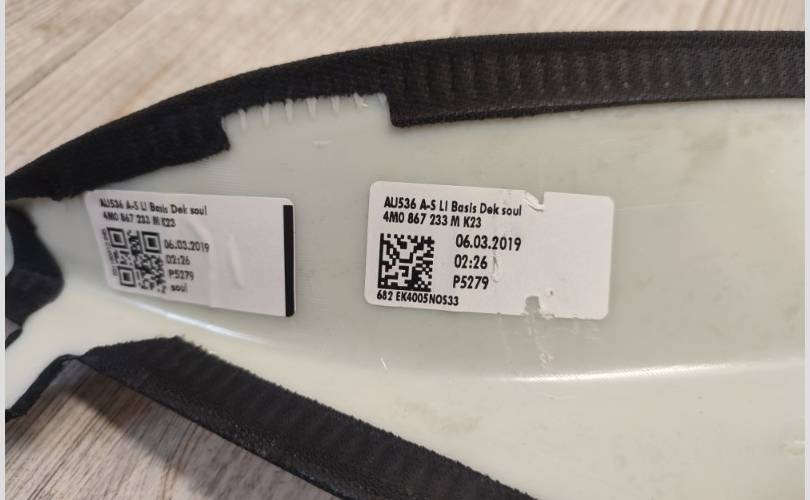 AU536 A-S LI Basis Dek soul
4M0 867 233 M K23
06.03.2019
02:26
P5279
soul
AU536 A-S LI Basis Dek soul
4M0 867 233 M K23
06.03.2019
02:26
P5279
682 EK4005NOS33